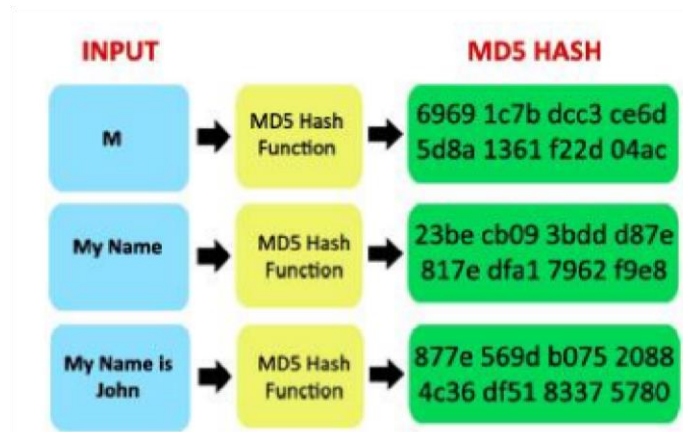 INPUT
MD5 HASH
M
MD5 Hash
Function
6969 1c7b dcc3 ce6d
5d8a 1361 f22d 04ac
My Name
MD5 Hash
Function
23be cb09 3bdd d87e
817e dfa1 7962 f9e8
My Name is
John
MD5 Hash
Function
877e 569d b075 2088
4c36 df51 8337 5780